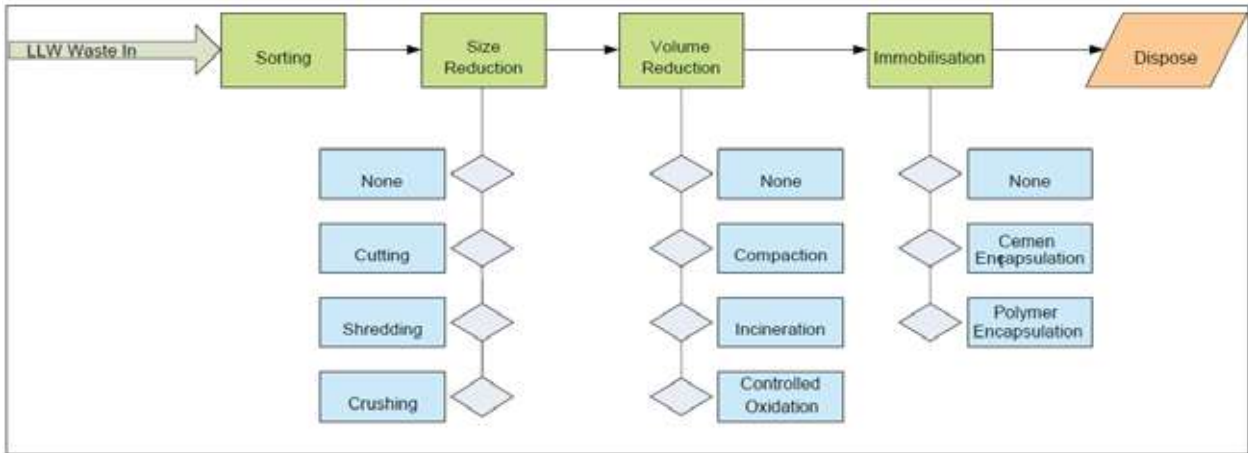 LLW Waste In
Sorting
Size
Reduction
Volume
Reduction
Immobilisation
Dispose
None
Cutting
Shredding
Crushing
None
Compaction
Incineration
Controlled
Oxidation
None
Cement
Encapsulation
Polymer
Encapsulation